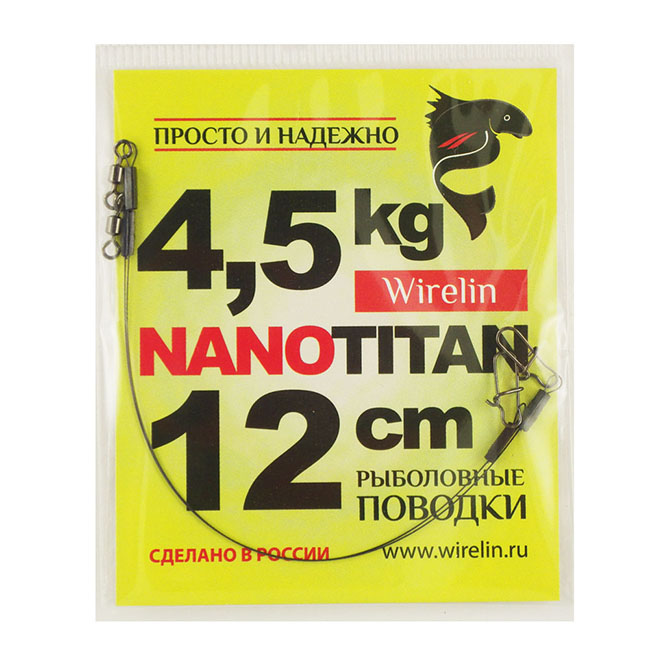 ПРОСТО И НАДЕЖНО
4,5 kg
Wirelin
NANOTITAN
12 cm
РЫБОЛОВНЫЕ
ПОВОДКИ
СДЕЛАНО В РОССИИ www.wirelin.ru